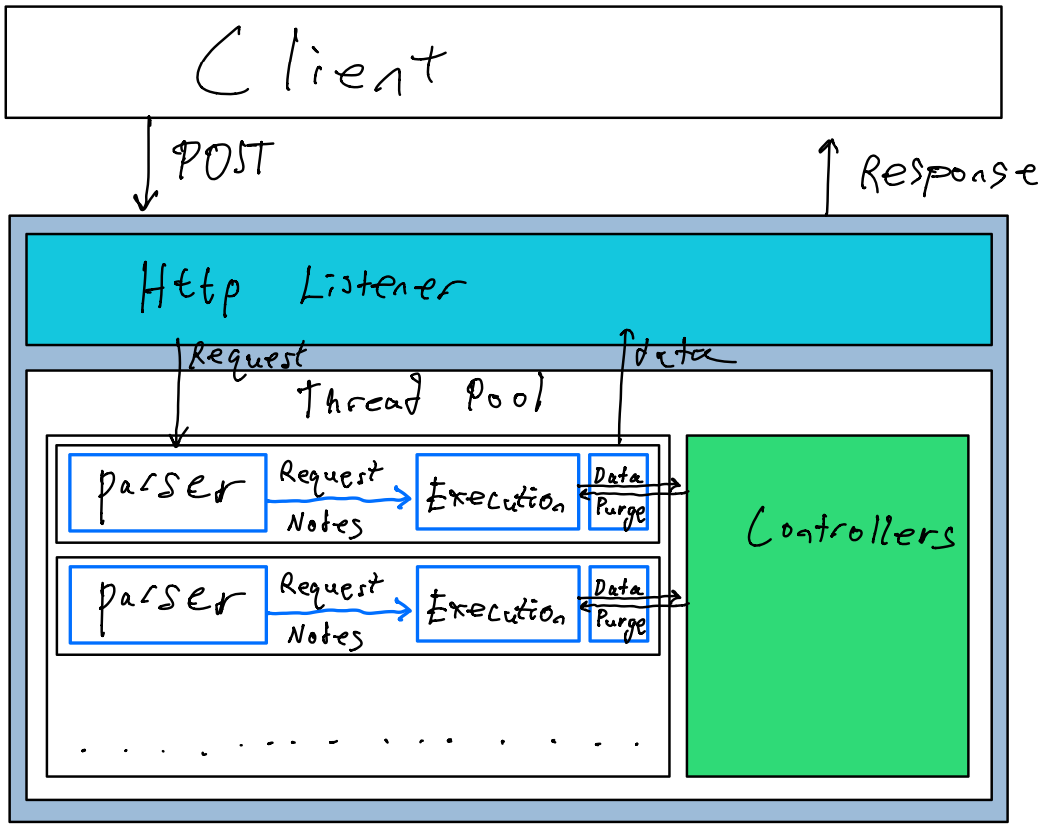 Client
POST
Response
Http Listener
Request
data
Thread Pool
Parser
Request
Notes
Execution
Data
Purge
Controllers
Parser
Request
Notes
Execution
Data
Purge